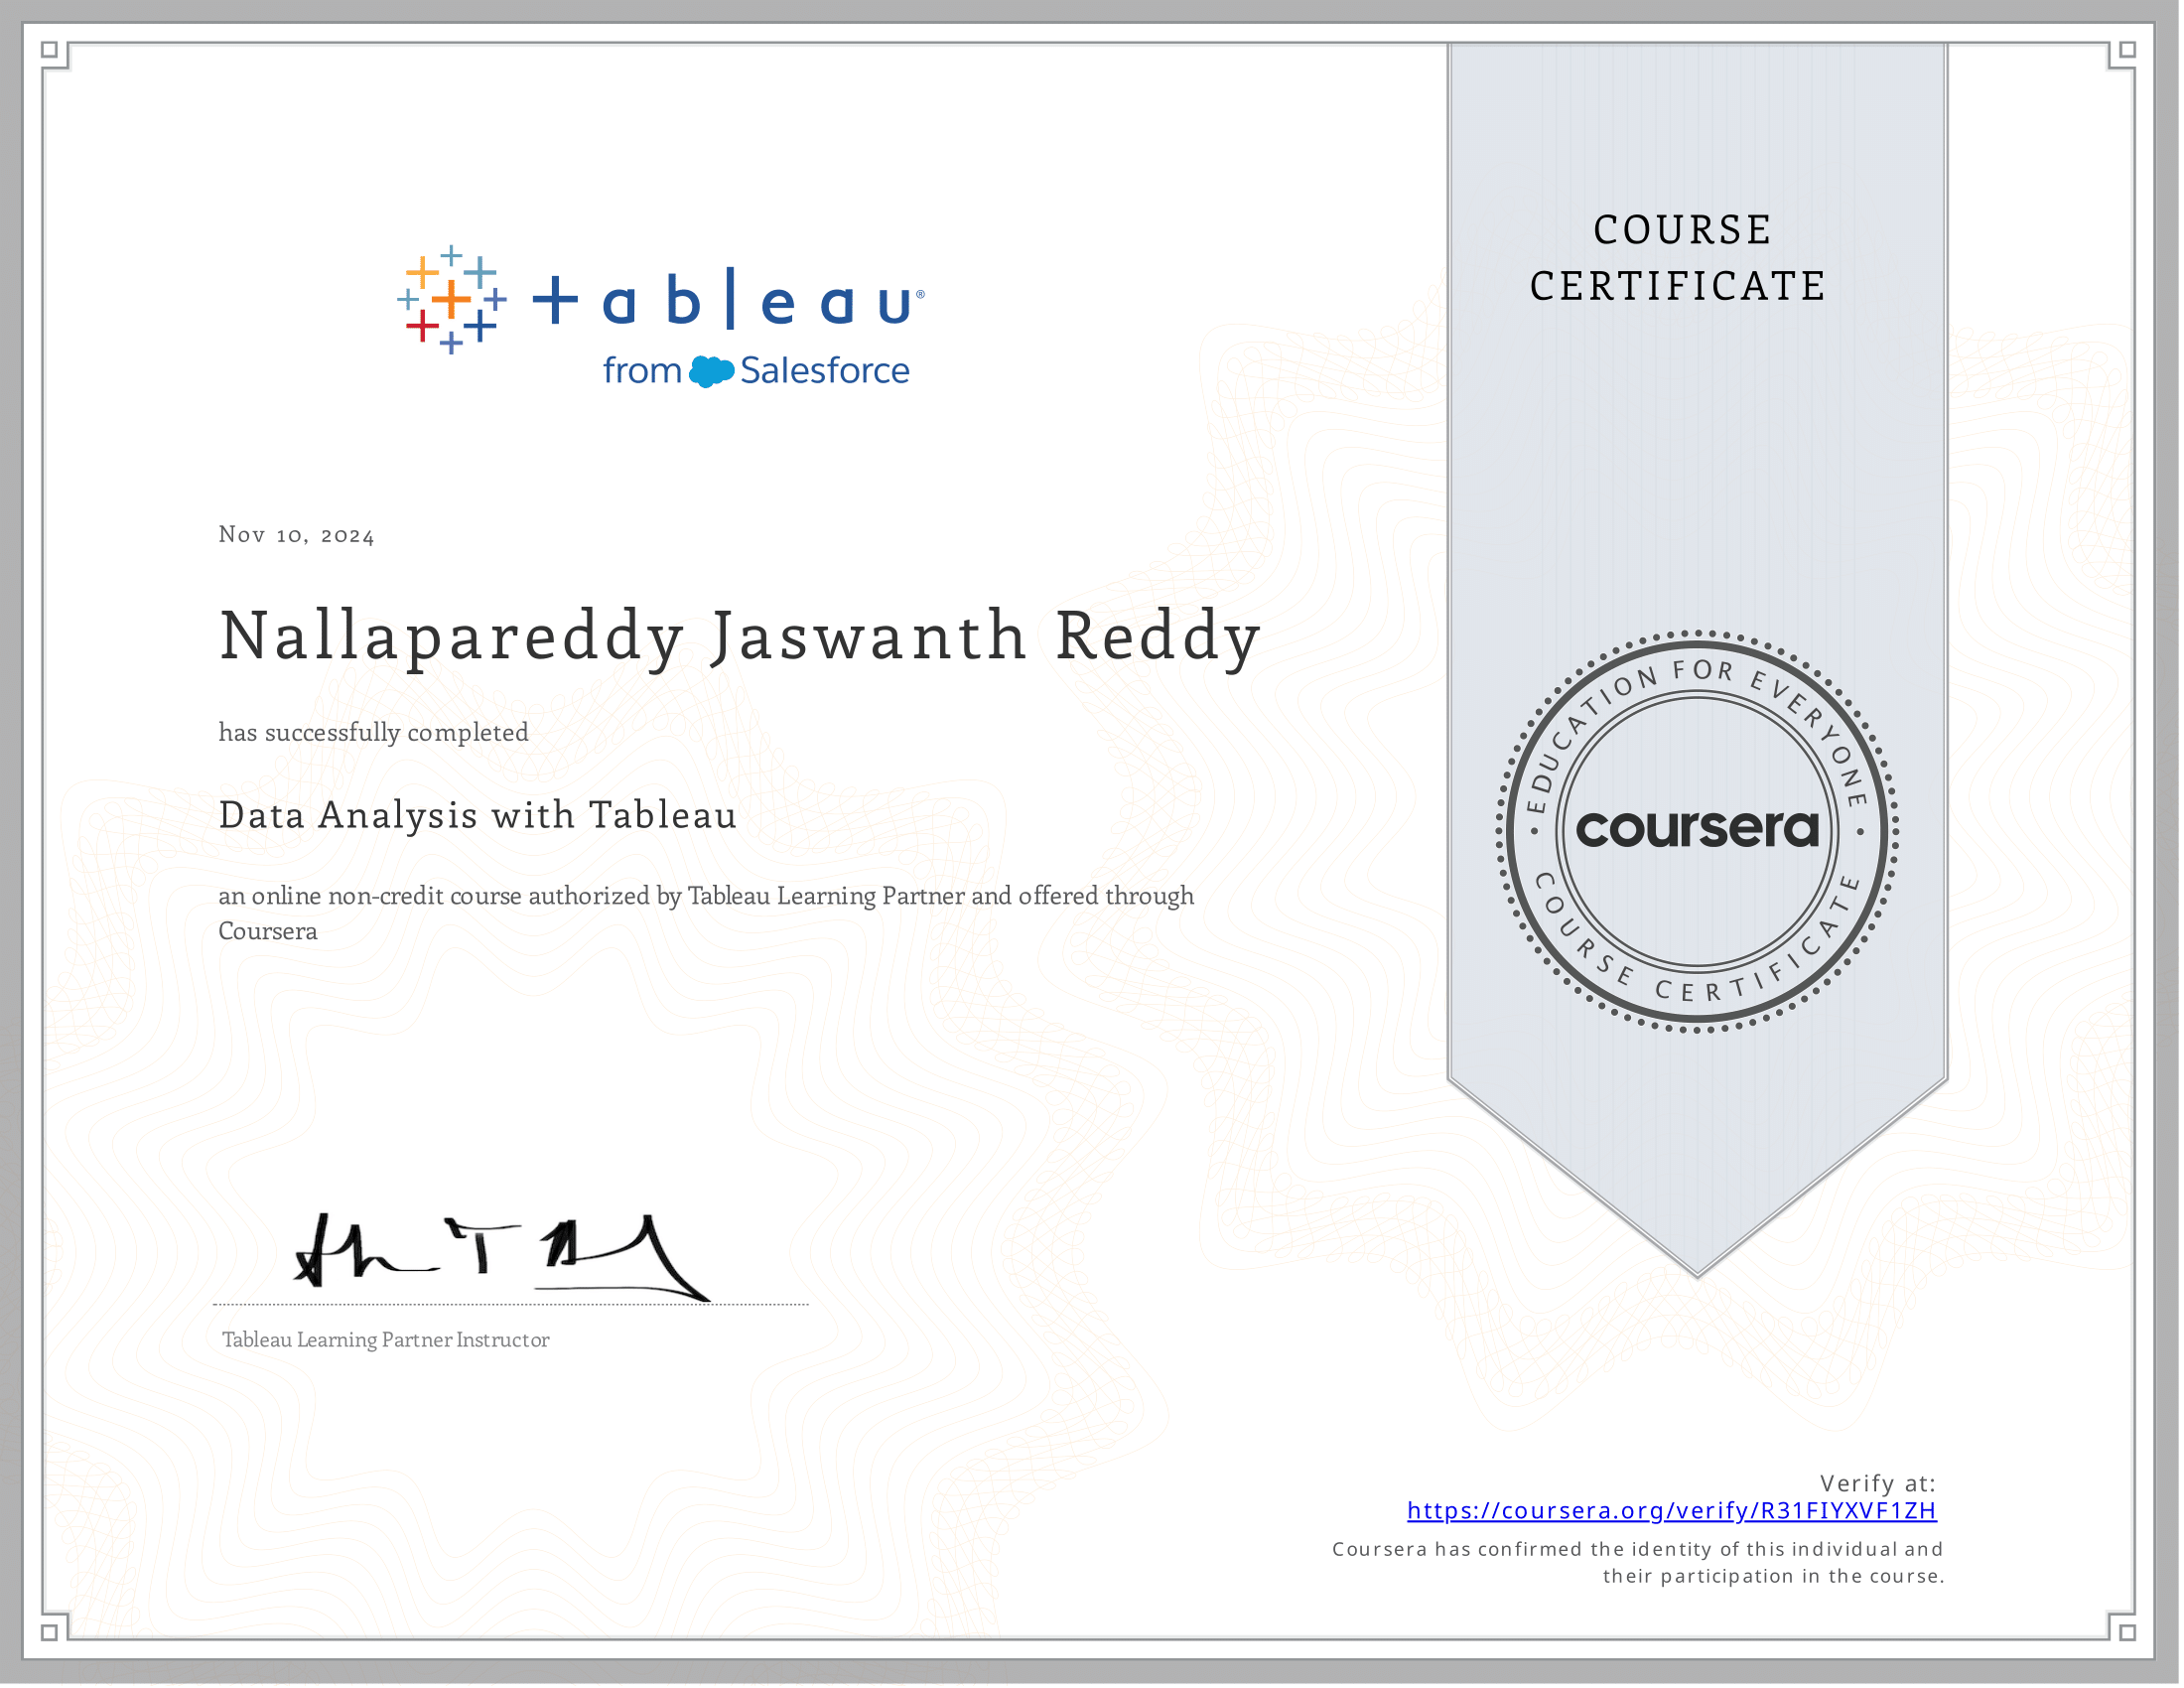 +ableau®
from Salesforce
COURSE
CERTIFICATE
Nov 10, 2024
Nallapareddy Jaswanth Reddy
has successfully completed
Data Analysis with Tableau
an online non-credit course authorized by Tableau Learning Partner and offered through
Coursera
EDUCATION FOR EVERYONE
coursera
COURSE CERTIFICATE
Tableau Learning Partner Instructor
Verify at:
https://coursera.org/verify/R31FIYXVF1ZH
Coursera has confirmed the identity of this individual and
their participation in the course.